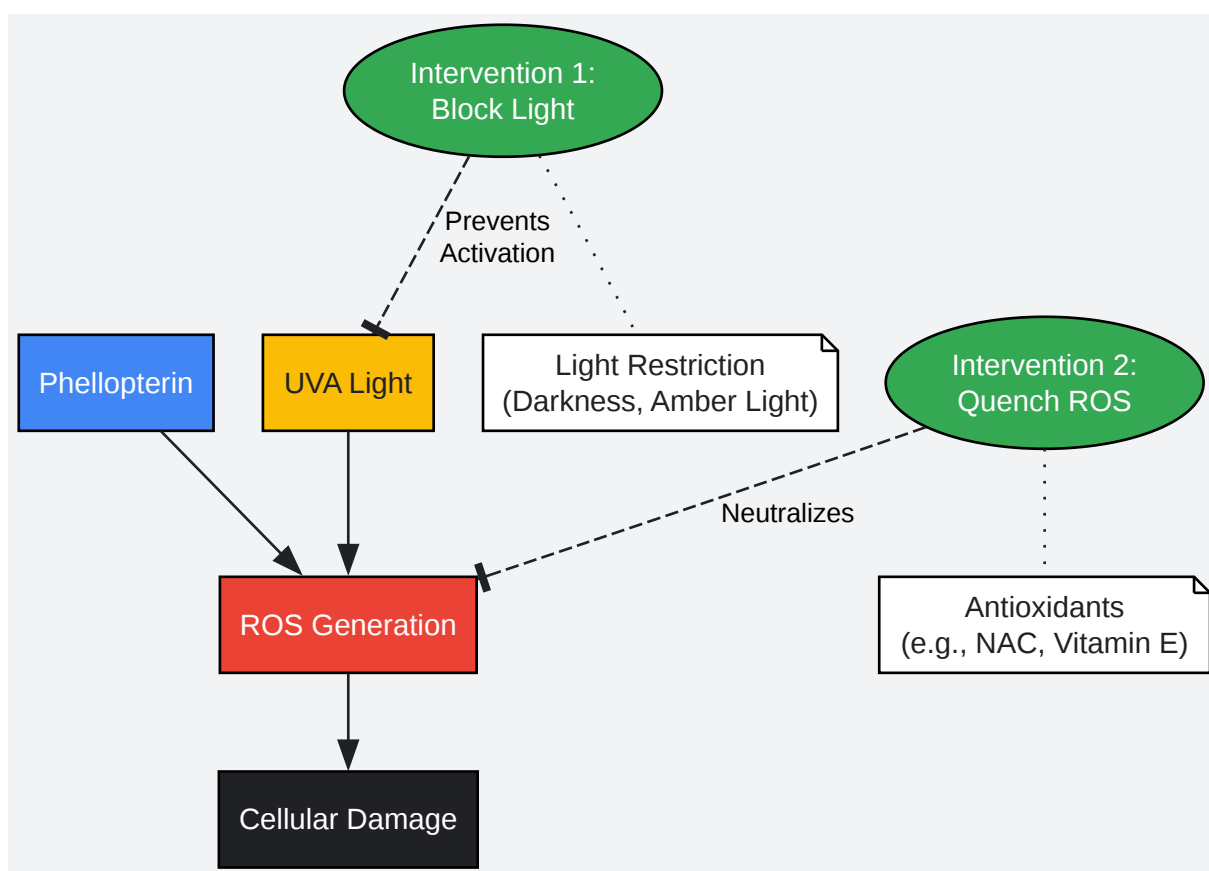 Intervention 1:
Block Light
Prevents
Activation
Phellopterin
UVA Light
Light Restriction
(Darkness, Amber Light)
Intervention 2:
Quench ROS
Neutralizes
ROS Generation
Antioxidants
(e.g., NAC, Vitamin E)
Cellular Damage